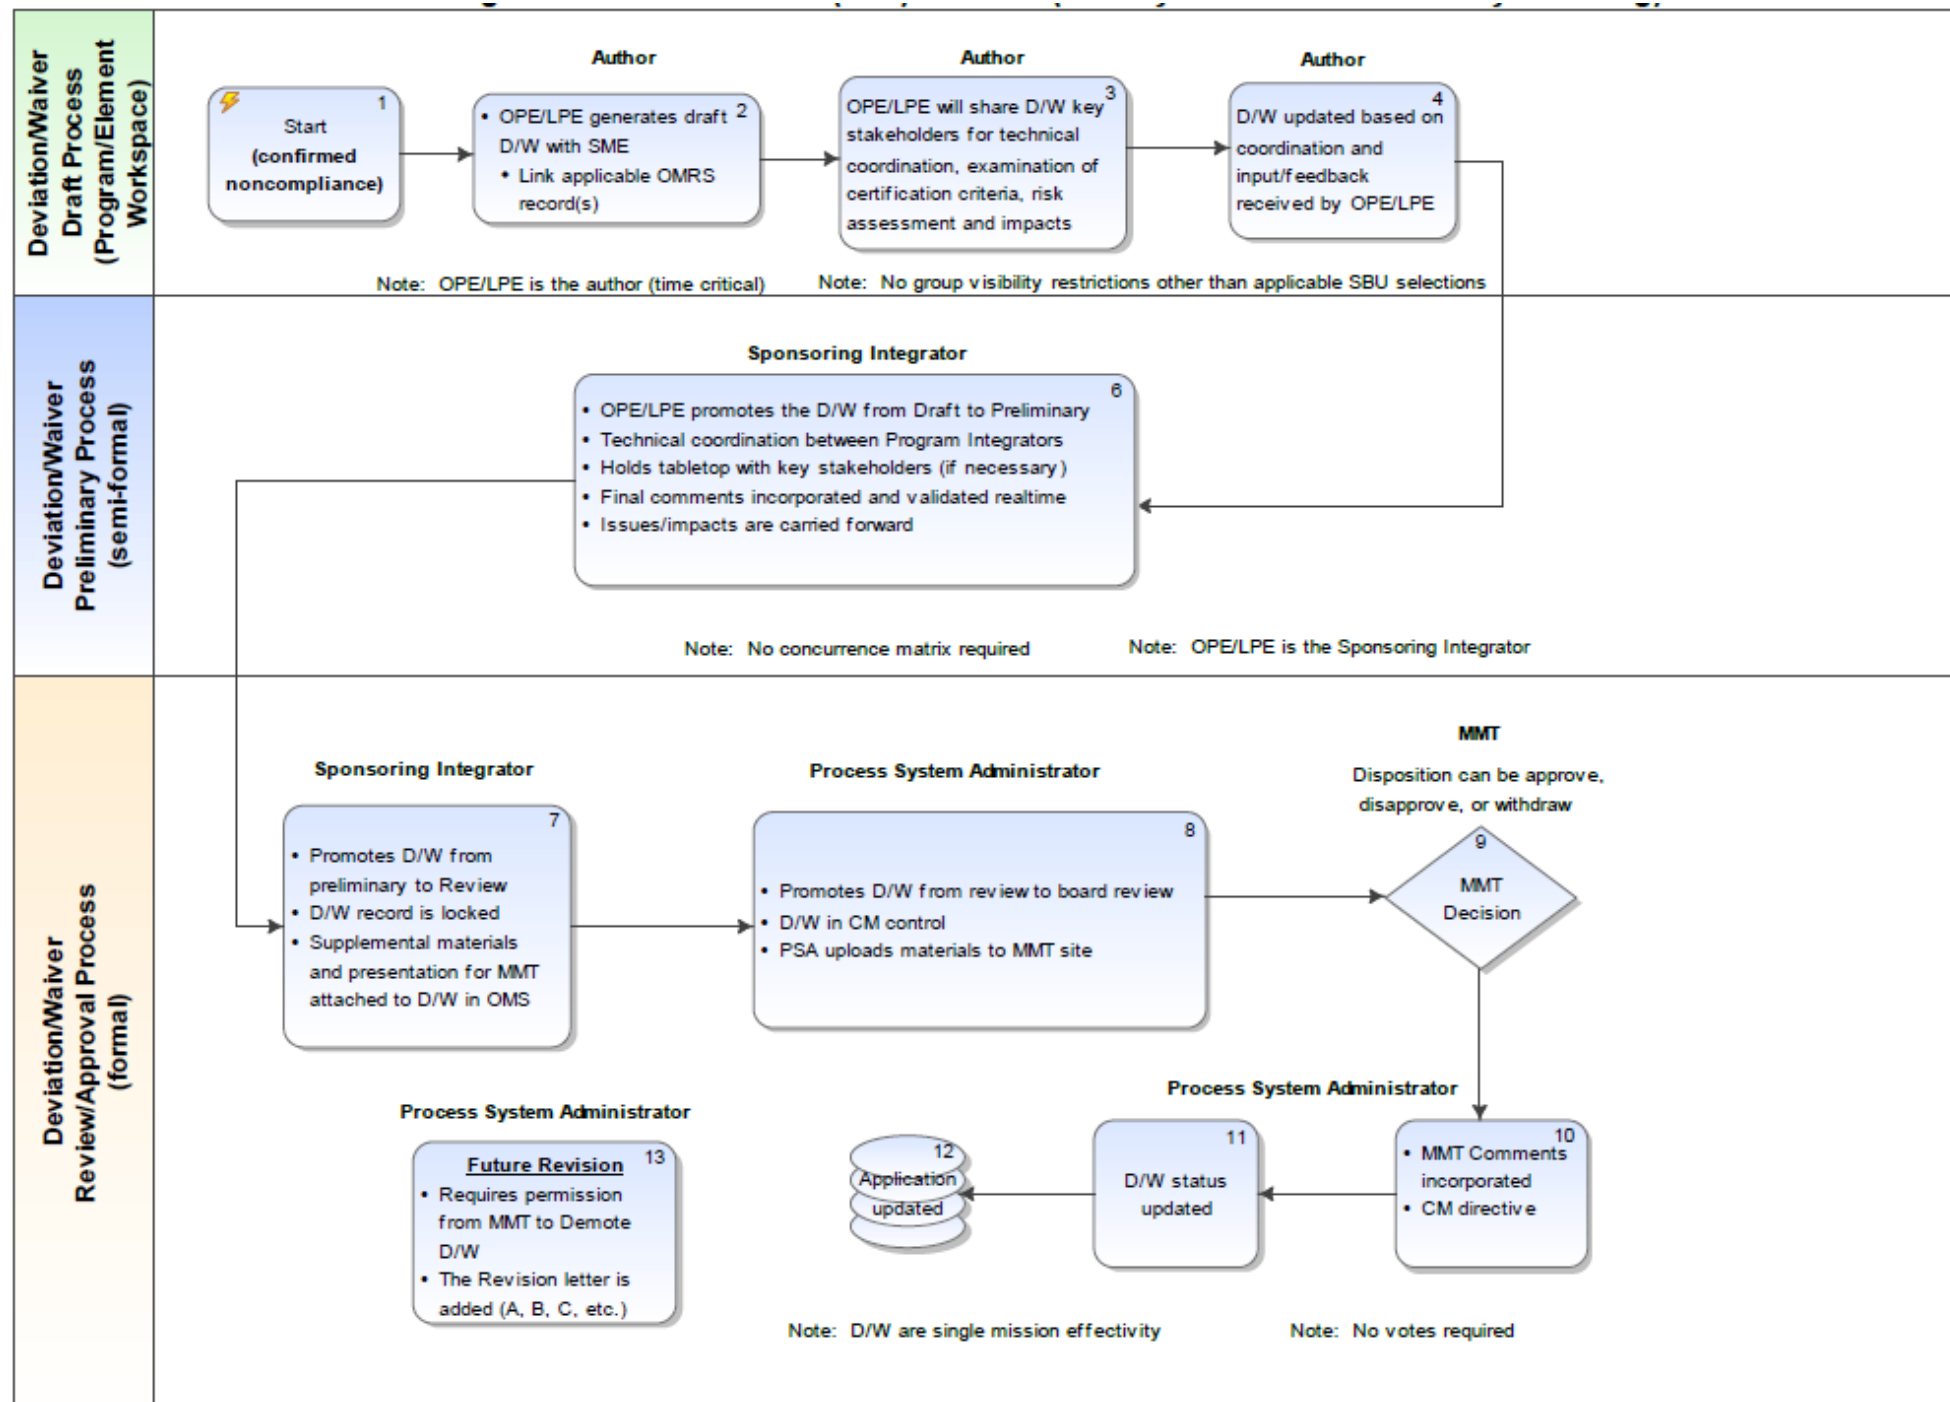 Deviation/Waiver
Draft Process
(Program/Element
Workspace)
Author
Author
Author
1
Start
(confirmed
noncompliance)
2
• OPE/LPE generates draft
D/W with SME
• Link applicable OMRS
record(s)
3
OPE/LPE will share D/W key
stakeholders for technical
coordination, examination of
certification criteria, risk
assessment and impacts
4
D/W updated based on
coordination and
input/feedback
received by OPE/LPE
Note: OPE/LPE is the author (time critical)
Note: No group visibility restrictions other than applicable SBU selections
Deviation/Waiver
Preliminary Process
(semi-formal)
Sponsoring Integrator
6
• OPE/LPE promotes the D/W from Draft to Preliminary
• Technical coordination between Program Integrators
• Holds tabletop with key stakeholders (if necessary)
• Final comments incorporated and validated realtime
• Issues/impacts are carried forward
Note: No concurrence matrix required
Note: OPE/LPE is the Sponsoring Integrator
Deviation/Waiver
Review/Approval Process
(formal)
Sponsoring Integrator
7
• Promotes D/W from
preliminary to Review
• D/W record is locked
• Supplemental materials
and presentation for MMT
attached to D/W in OMS
Process System Administrator
8
• Promotes D/W from review to board review
• D/W in CM control
• PSA uploads materials to MMT site
MMT
Disposition can be approve,
disapprove, or withdraw
9
MMT
Decision
Process System Administrator
10
• MMT Comments
incorporated
• CM directive
11
D/W status
updated
12
Application
updated
Process System Administrator
13
Future Revision
• Requires permission
from MMT to Demote
D/W
• The Revision letter is
added (A, B, C, etc.)
Note: D/W are single mission effectivity
Note: No votes required